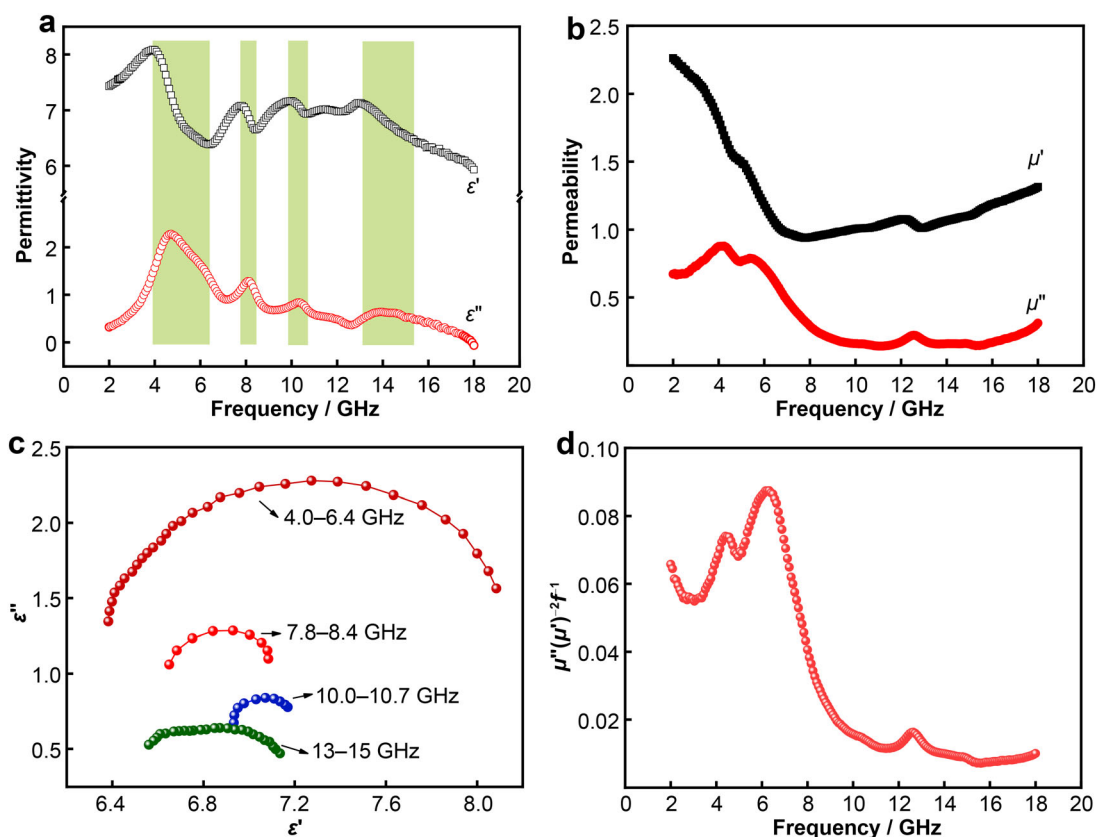 a
Permittivity
8
7
6
2
1
0
ε'
ε''
0 2 4 6 8 10 12 14 16 18 20
Frequency / GHz
b
Permeability
2.5
2.0
1.5
1.0
0.5
μ'
μ''
0 2 4 6 8 10 12 14 16 18 20
Frequency / GHz
c
ε''
2.5
2.0
1.5
1.0
0.5
4.0–6.4 GHz
7.8–8.4 GHz
10.0–10.7 GHz
13–15 GHz
6.4 6.8 7.2 7.6 8.0
ε'
d
μ''(μ')⁻²f⁻¹
0.10
0.08
0.06
0.04
0.02
0 2 4 6 8 10 12 14 16 18 20
Frequency / GHz